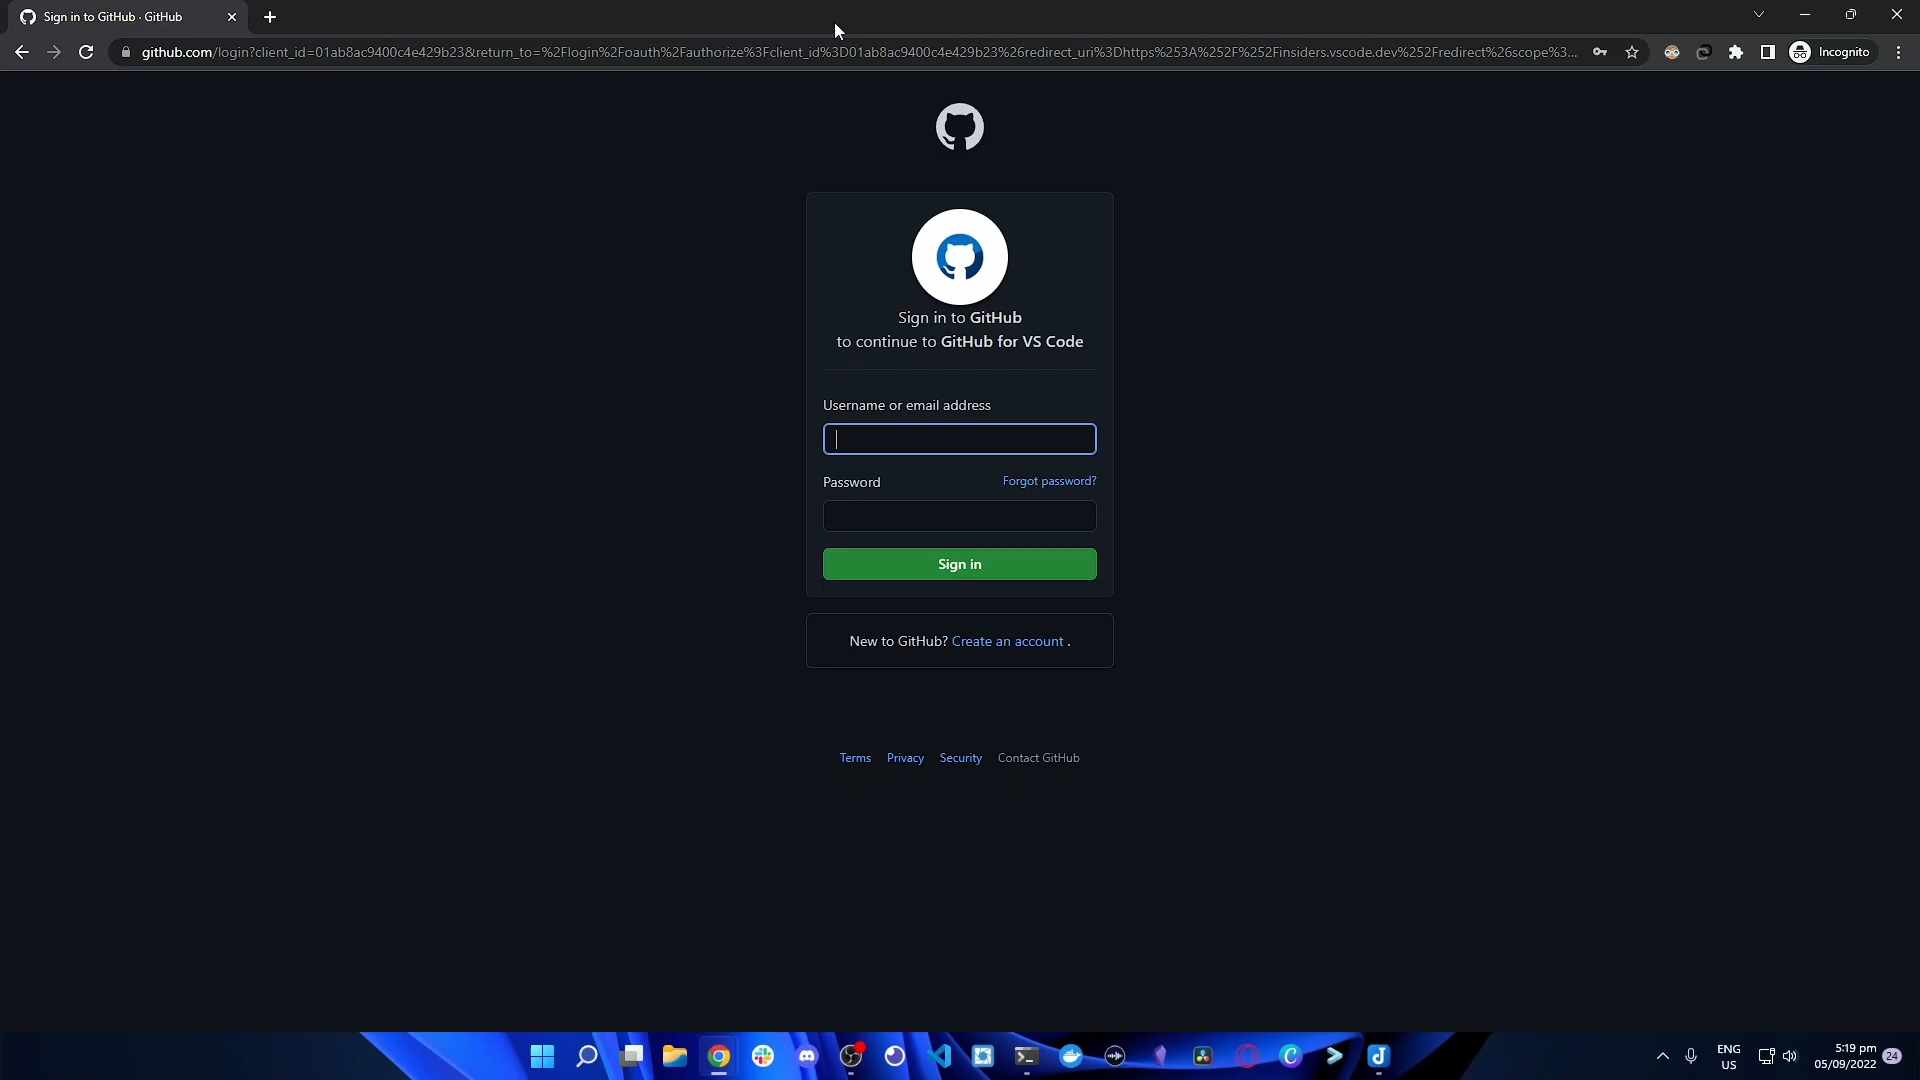 Sign in to GitHub · GitHub
github.com/login?client_id=01ab8ac9400c4e429b23&return_to=%2Flogin%2Foauth%2Fauthorize%3Fclient_id%3D01ab8ac9400c4e429b23%26redirect_uri%3Dhttps%253A%252F%252Finsiders.vscode.dev%252Fredirect%26scope%3...
Incognito
Sign in to GitHub
to continue to GitHub for VS Code
Username or email address
Password
Forgot password?
Sign in
New to GitHub? Create an account .
Terms Privacy Security Contact GitHub
ENG
US
5:19 pm
05/09/2022
24